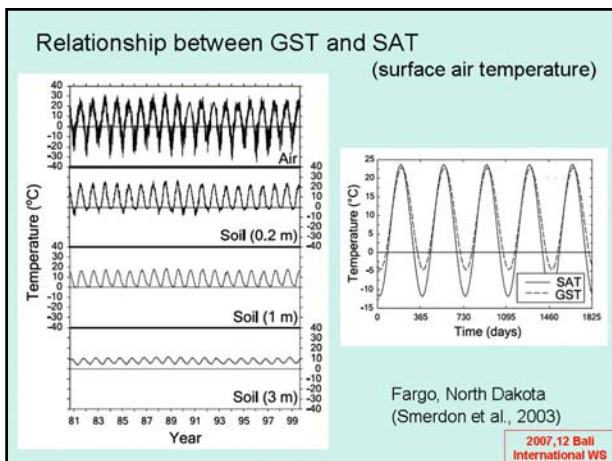 Relationship between GST and SAT
(surface air temperature)
40
30
20
10
0
-10
-20
-30
-40
Air
40
30
20
10
0
-10
-20
-30
-40
Soil (0.2 m)
40
30
20
10
0
-10
-20
-30
-40
Soil (1 m)
40
30
20
10
0
-10
-20
-30
-40
Soil (3 m)
Temperature (°C)
81 83 85 87 89 91 93 95 97 99
Year
25
20
15
10
5
0
-5
-10
-15
Temperature (°C)
SAT
GST
0 365 730 1095 1460 1825
Time (days)
Fargo, North Dakota
(Smerdon et al., 2003)
2007,12 Bali
International WS